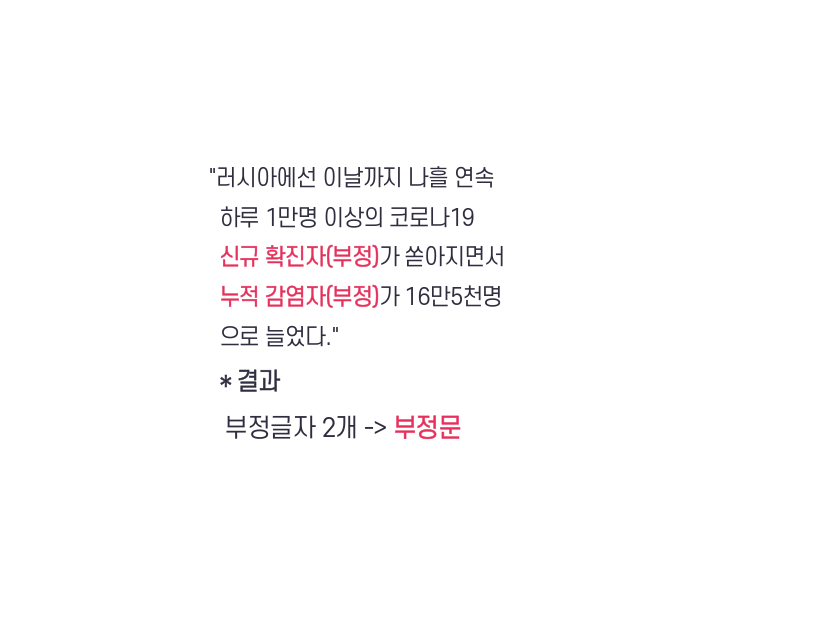 "러시아에선 이날까지 나흘 연속
하루 1만명 이상의 코로나19
신규 확진자(부정)가 쏟아지면서
누적 감염자(부정)가 16만5천명
으로 늘었다."
* 결과
부정글자 2개 -> 부정문